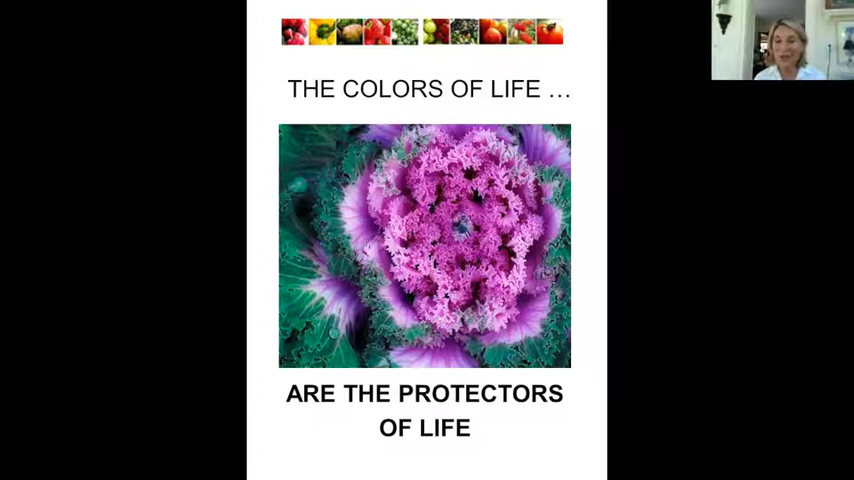 THE COLORS OF LIFE ...
ARE THE PROTECTORS
OF LIFE